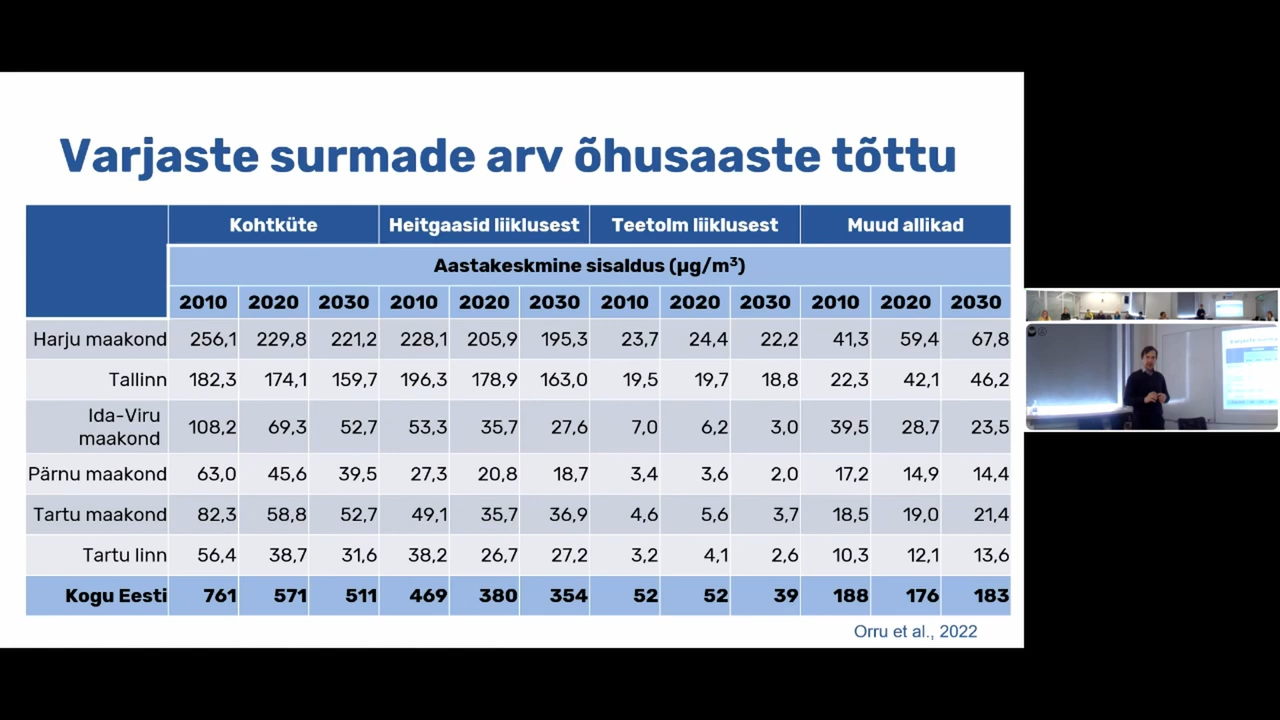 Varjaste surmade arv õhusaaste tõttu
Kohtküte Heitgaasid liiklusest Teetolm liiklusest Muud allikad
Aastakeskmine sisaldus (µg/m³)
2010 2020 2030 2010 2020 2030 2010 2020 2030 2010 2020 2030
Harju maakond 256,1 229,8 221,2 228,1 205,9 195,3 23,7 24,4 22,2 41,3 59,4 67,8
Tallinn 182,3 174,1 159,7 196,3 178,9 163,0 19,5 19,7 18,8 22,3 42,1 46,2
Ida-Viru
maakond 108,2 69,3 52,7 53,3 35,7 27,6 7,0 6,2 3,0 39,5 28,7 23,5
Pärnu maakond 63,0 45,6 39,5 27,3 20,8 18,7 3,4 3,6 2,0 17,2 14,9 14,4
Tartu maakond 82,3 58,8 52,7 49,1 35,7 36,9 4,6 5,6 3,7 18,5 19,0 21,4
Tartu linn 56,4 38,7 31,6 38,2 26,7 27,2 3,2 4,1 2,6 10,3 12,1 13,6
Kogu Eesti 761 571 511 469 380 354 52 52 39 188 176 183
Orru et al., 2022